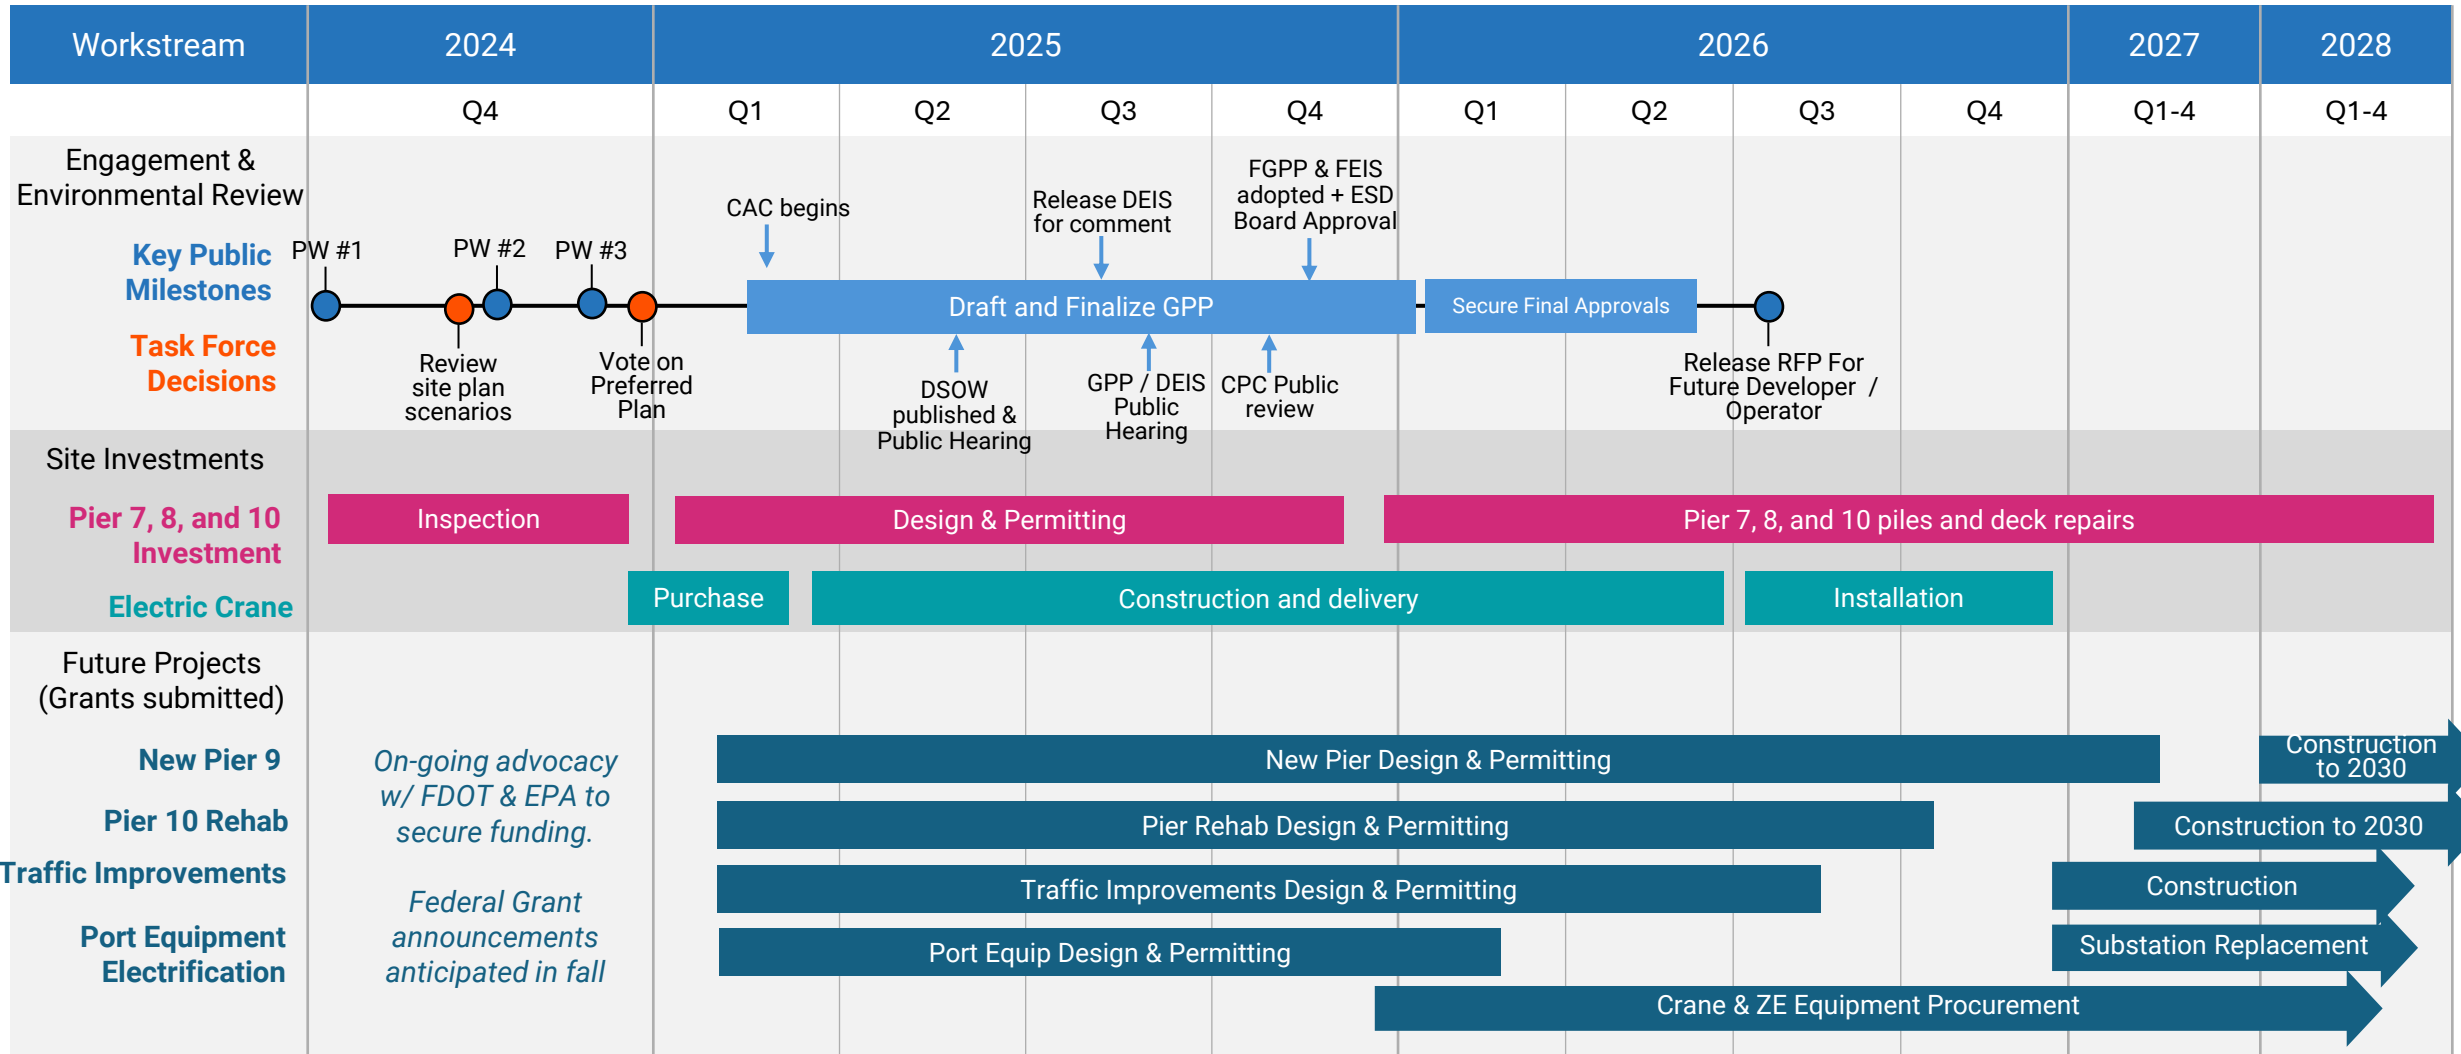 Workstream
2024
2025
2026
2027
2028
Q4
Q1
Q2
Q3
Q4
Q1
Q2
Q3
Q4
Q1-4
Q1-4
Engagement &
Environmental Review
Key Public
Milestones
Task Force
Decisions
PW #1
PW #2
PW #3
Review
site plan
scenarios
Vote on
Preferred
Plan
CAC begins
Release DEIS
for comment
FGPP & FEIS
adopted + ESD
Board Approval
Draft and Finalize GPP
Secure Final Approvals
DSOW
published &
Public Hearing
GPP / DEIS
Public
Hearing
CPC Public
review
Release RFP For
Future Developer /
Operator
Site Investments
Pier 7, 8, and 10
Investment
Inspection
Design & Permitting
Pier 7, 8, and 10 piles and deck repairs
Electric Crane
Purchase
Construction and delivery
Installation
Future Projects
(Grants submitted)
On-going advocacy
w/ FDOT & EPA to
secure funding.
Federal Grant
announcements
anticipated in fall
New Pier 9
New Pier Design & Permitting
Construction
to 2030
Pier 10 Rehab
Pier Rehab Design & Permitting
Construction to 2030
Traffic Improvements
Traffic Improvements Design & Permitting
Construction
Port Equipment
Electrification
Port Equip Design & Permitting
Substation Replacement
Crane & ZE Equipment Procurement